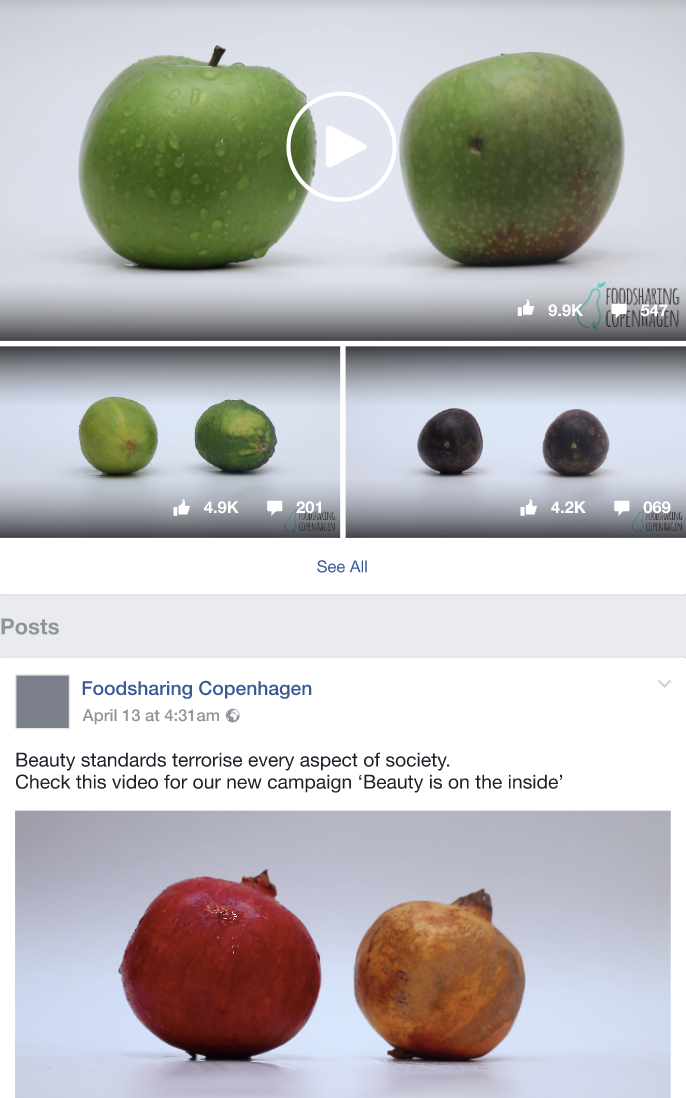 FOODSHARING
COPENHAGEN
9.9K 547
4.9K 201
FOODSHARING
COPENHAGEN
4.2K 069
FOODSHARING
COPENHAGEN
See All
Posts
Foodsharing Copenhagen
April 13 at 4:31am
Beauty standards terrorise every aspect of society.
Check this video for our new campaign ‘Beauty is on the inside’